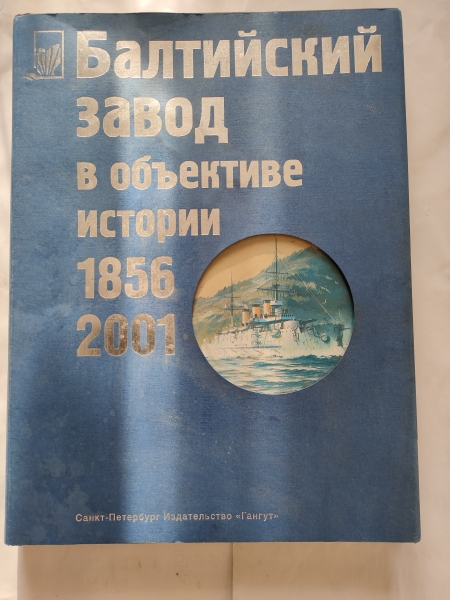 Балтийский
завод
в объективе
истории
1856
2001
Санкт-Петербург Издательство «Гангут»